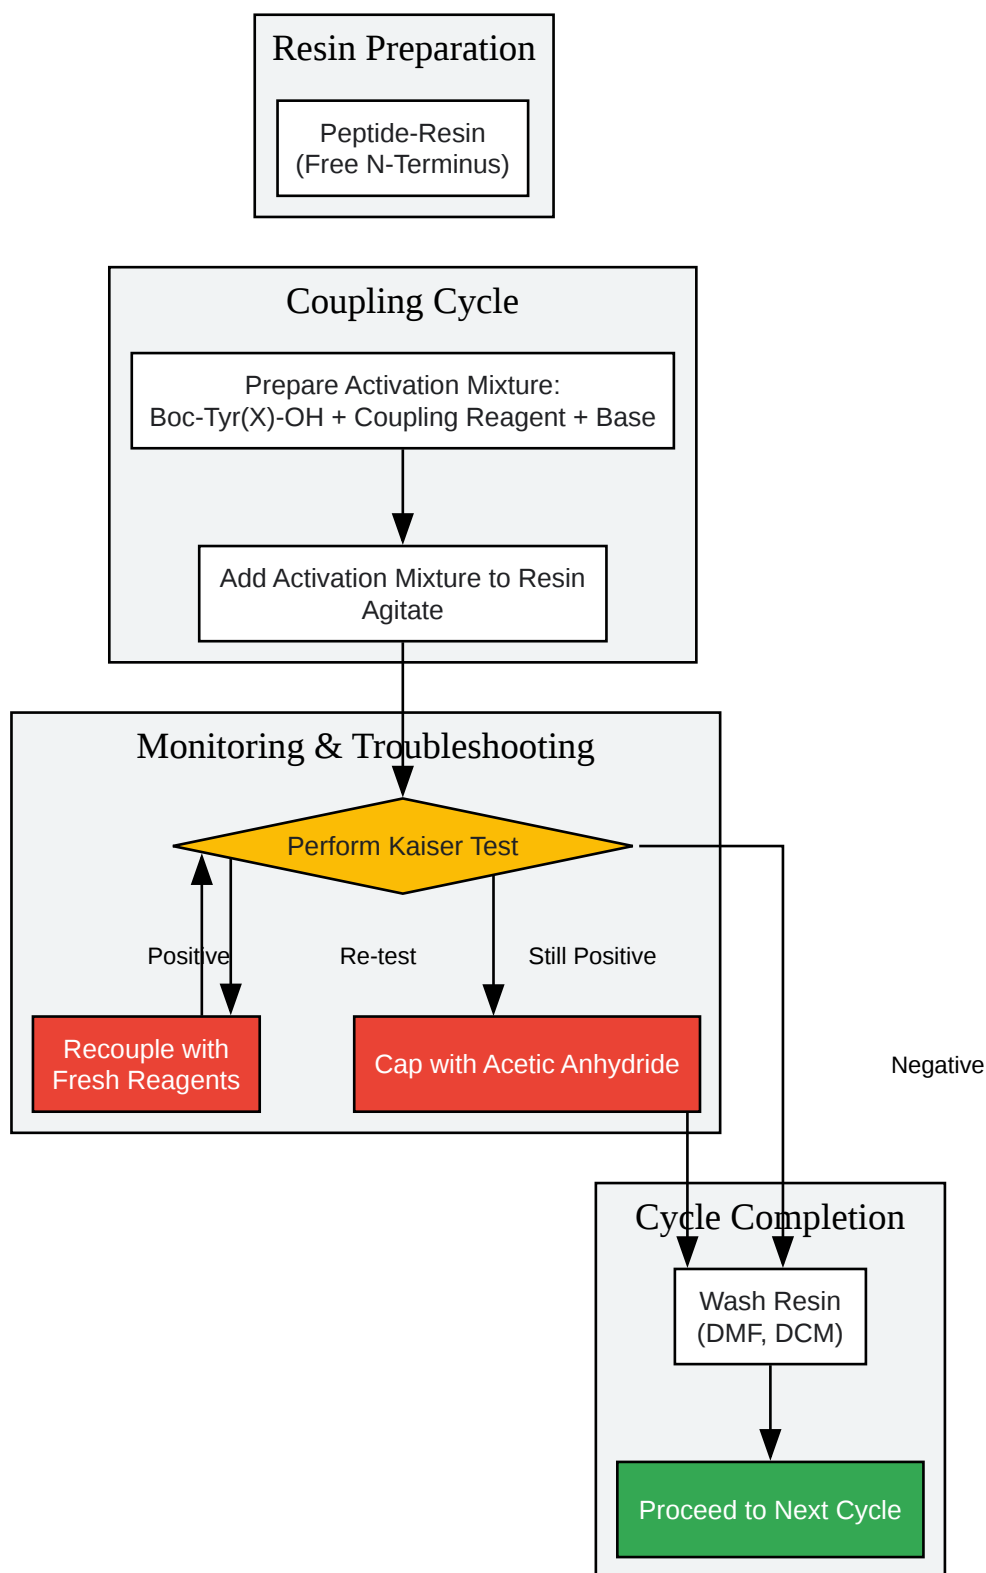 Resin Preparation
Peptide-Resin
(Free N-Terminus)
Coupling Cycle
Prepare Activation Mixture:
Boc-Tyr(X)-OH + Coupling Reagent + Base
Add Activation Mixture to Resin
Agitate
Monitoring & Troubleshooting
Perform Kaiser Test
Positive
Re-test
Still Positive
Recouple with
Fresh Reagents
Cap with Acetic Anhydride
Negative
Cycle Completion
Wash Resin
(DMF, DCM)
Proceed to Next Cycle